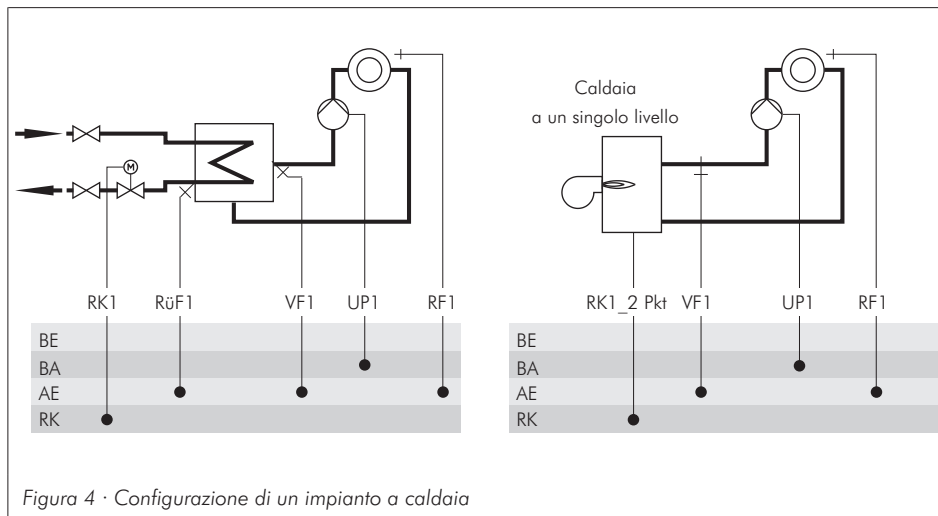 Caldaia
a un singolo livello
M
RK1 RüF1 VF1 UP1 RF1
BE
BA
AE
RK
RK1_2 Pkt VF1 UP1 RF1
BE
BA
AE
RK
Figura 4 · Configurazione di un impianto a caldaia